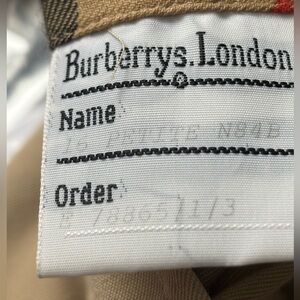 Burberrys. London
Name
16 PETITE N84B
Order
78865/1/3